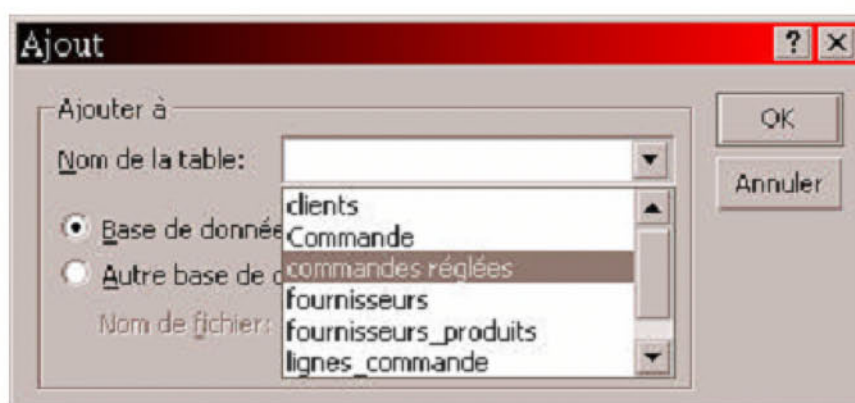 Ajout
Ajouter à
OK
Nom de la table:
Annuler
clients
Base de donnée
Commande
commandes réglées
Autre base de
fournisseurs
Nom de fichier:
fournisseurs_produits
lignes_commande